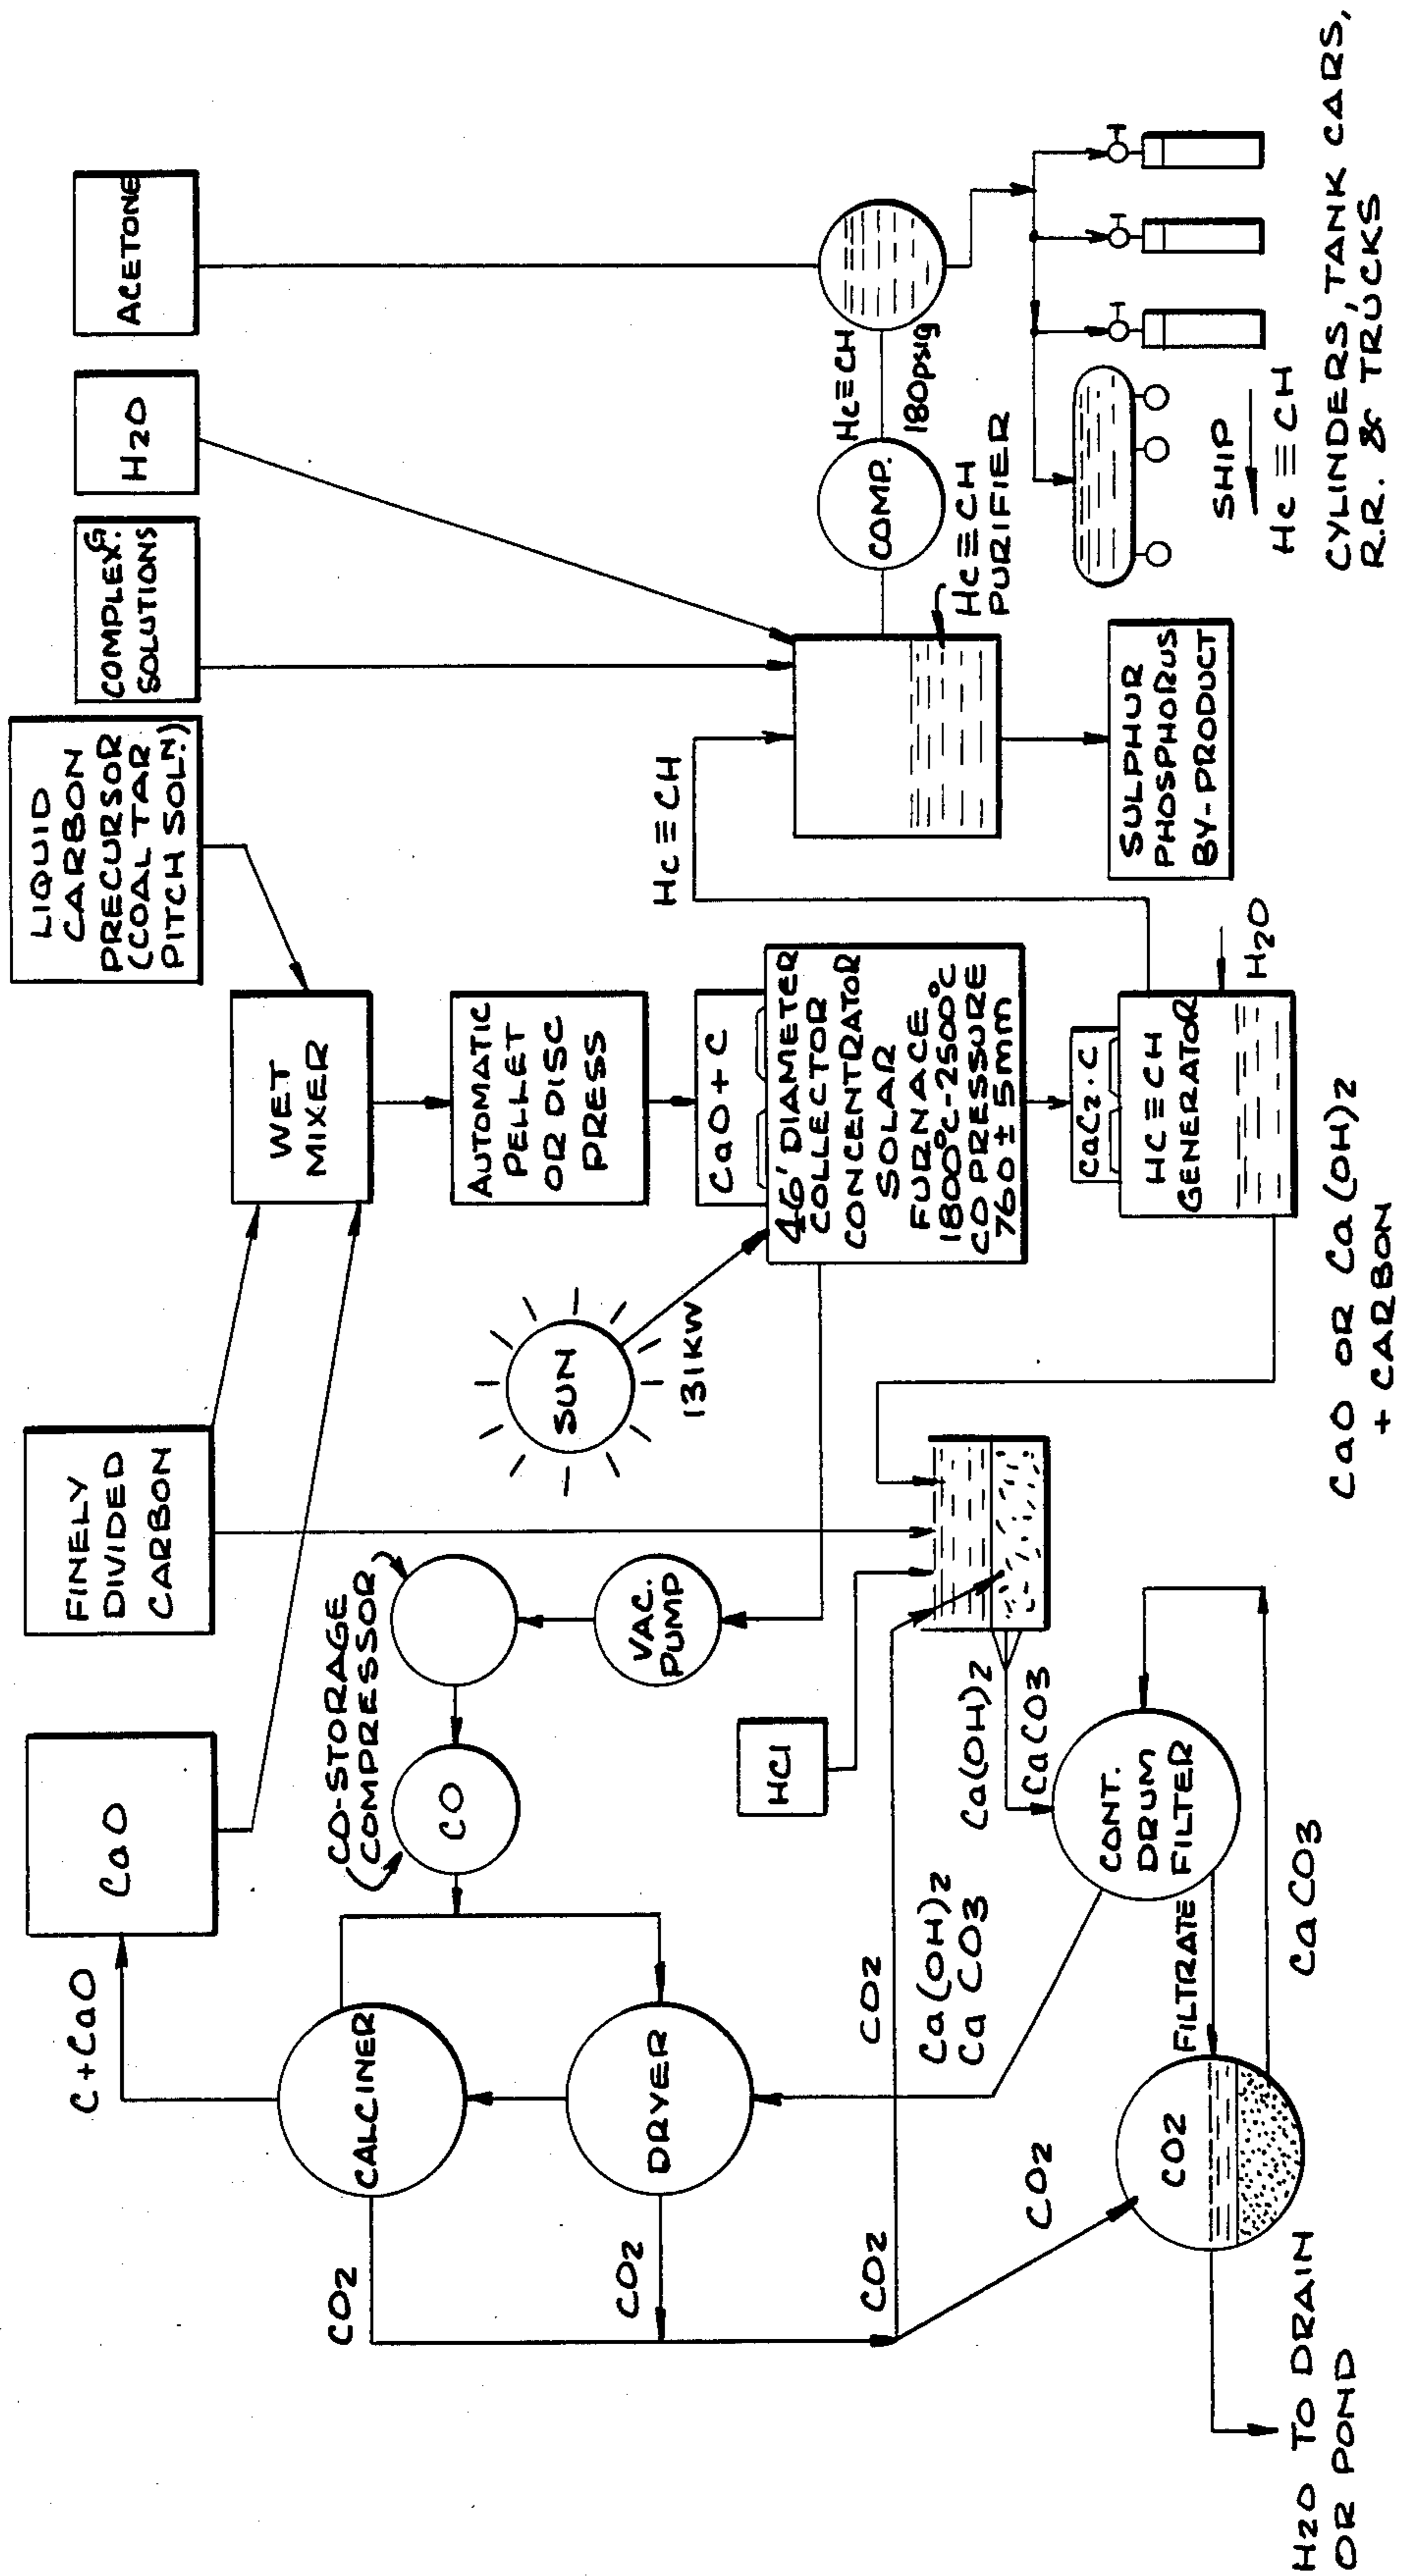 LIQUID
CARBON
PRECURSOR
(COAL TAR
PITCH SOL.N)
FINELY
DIVIDED
CARBON
CaO
C+CaO
COMPLEX.G
SOLUTIONS
H2O
ACETONE
WET
MIXER
AUTOMATIC
PELLET
OR DISC
PRESS
CaO+C
46' DIAMETER
COLLECTOR
CONCENTRATOR
SOLAR
FURNACE
1800°C-2500°C
CO PRESSURE
760 ± 5mm
SUN
131KW
CO-STORAGE
COMPRESSOR
CO
VAC.
PUMP
CALCINER
DRYER
CO2
CO2
CO2
CO2
CO2
HCl
Ca(OH)2
CaCO3
Ca(OH)2
CaCO3
CONT.
DRUM
FILTER
FILTRATE
CO2
CaCO3
H2O TO DRAIN
OR POND
CaC2·C
HC≡CH
GENERATOR
H2O
CaO OR Ca(OH)2
+ CARBON
Hc≡CH
Hc≡CH
PURIFIER
SULPHUR
PHOSPHORUS
BY-PRODUCT
COMP.
Hc≡CH
180psig
SHIP
Hc≡CH
CYLINDERS, TANK CARS,
R.R. & TRUCKS